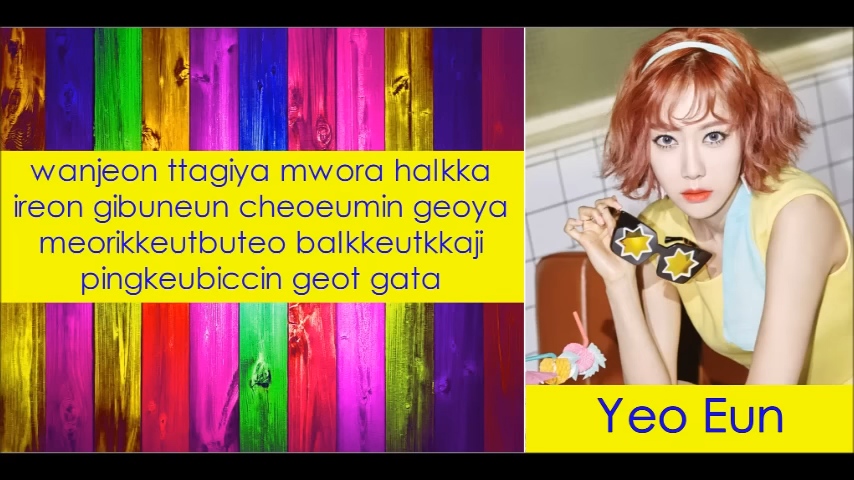 wanjeon ttagiya mwora halkka
ireon gibuneun cheoeumin geoya
meorikkeutbuteo balkkeutkkaji
pingkeubiccin geot gata
Yeo Eun